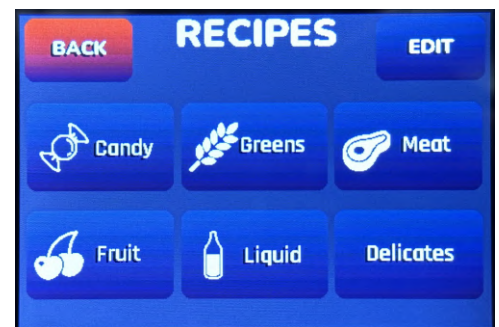 BACK
RECIPES
EDIT
Candy
Greens
Meat
Fruit
Liquid
Delicates